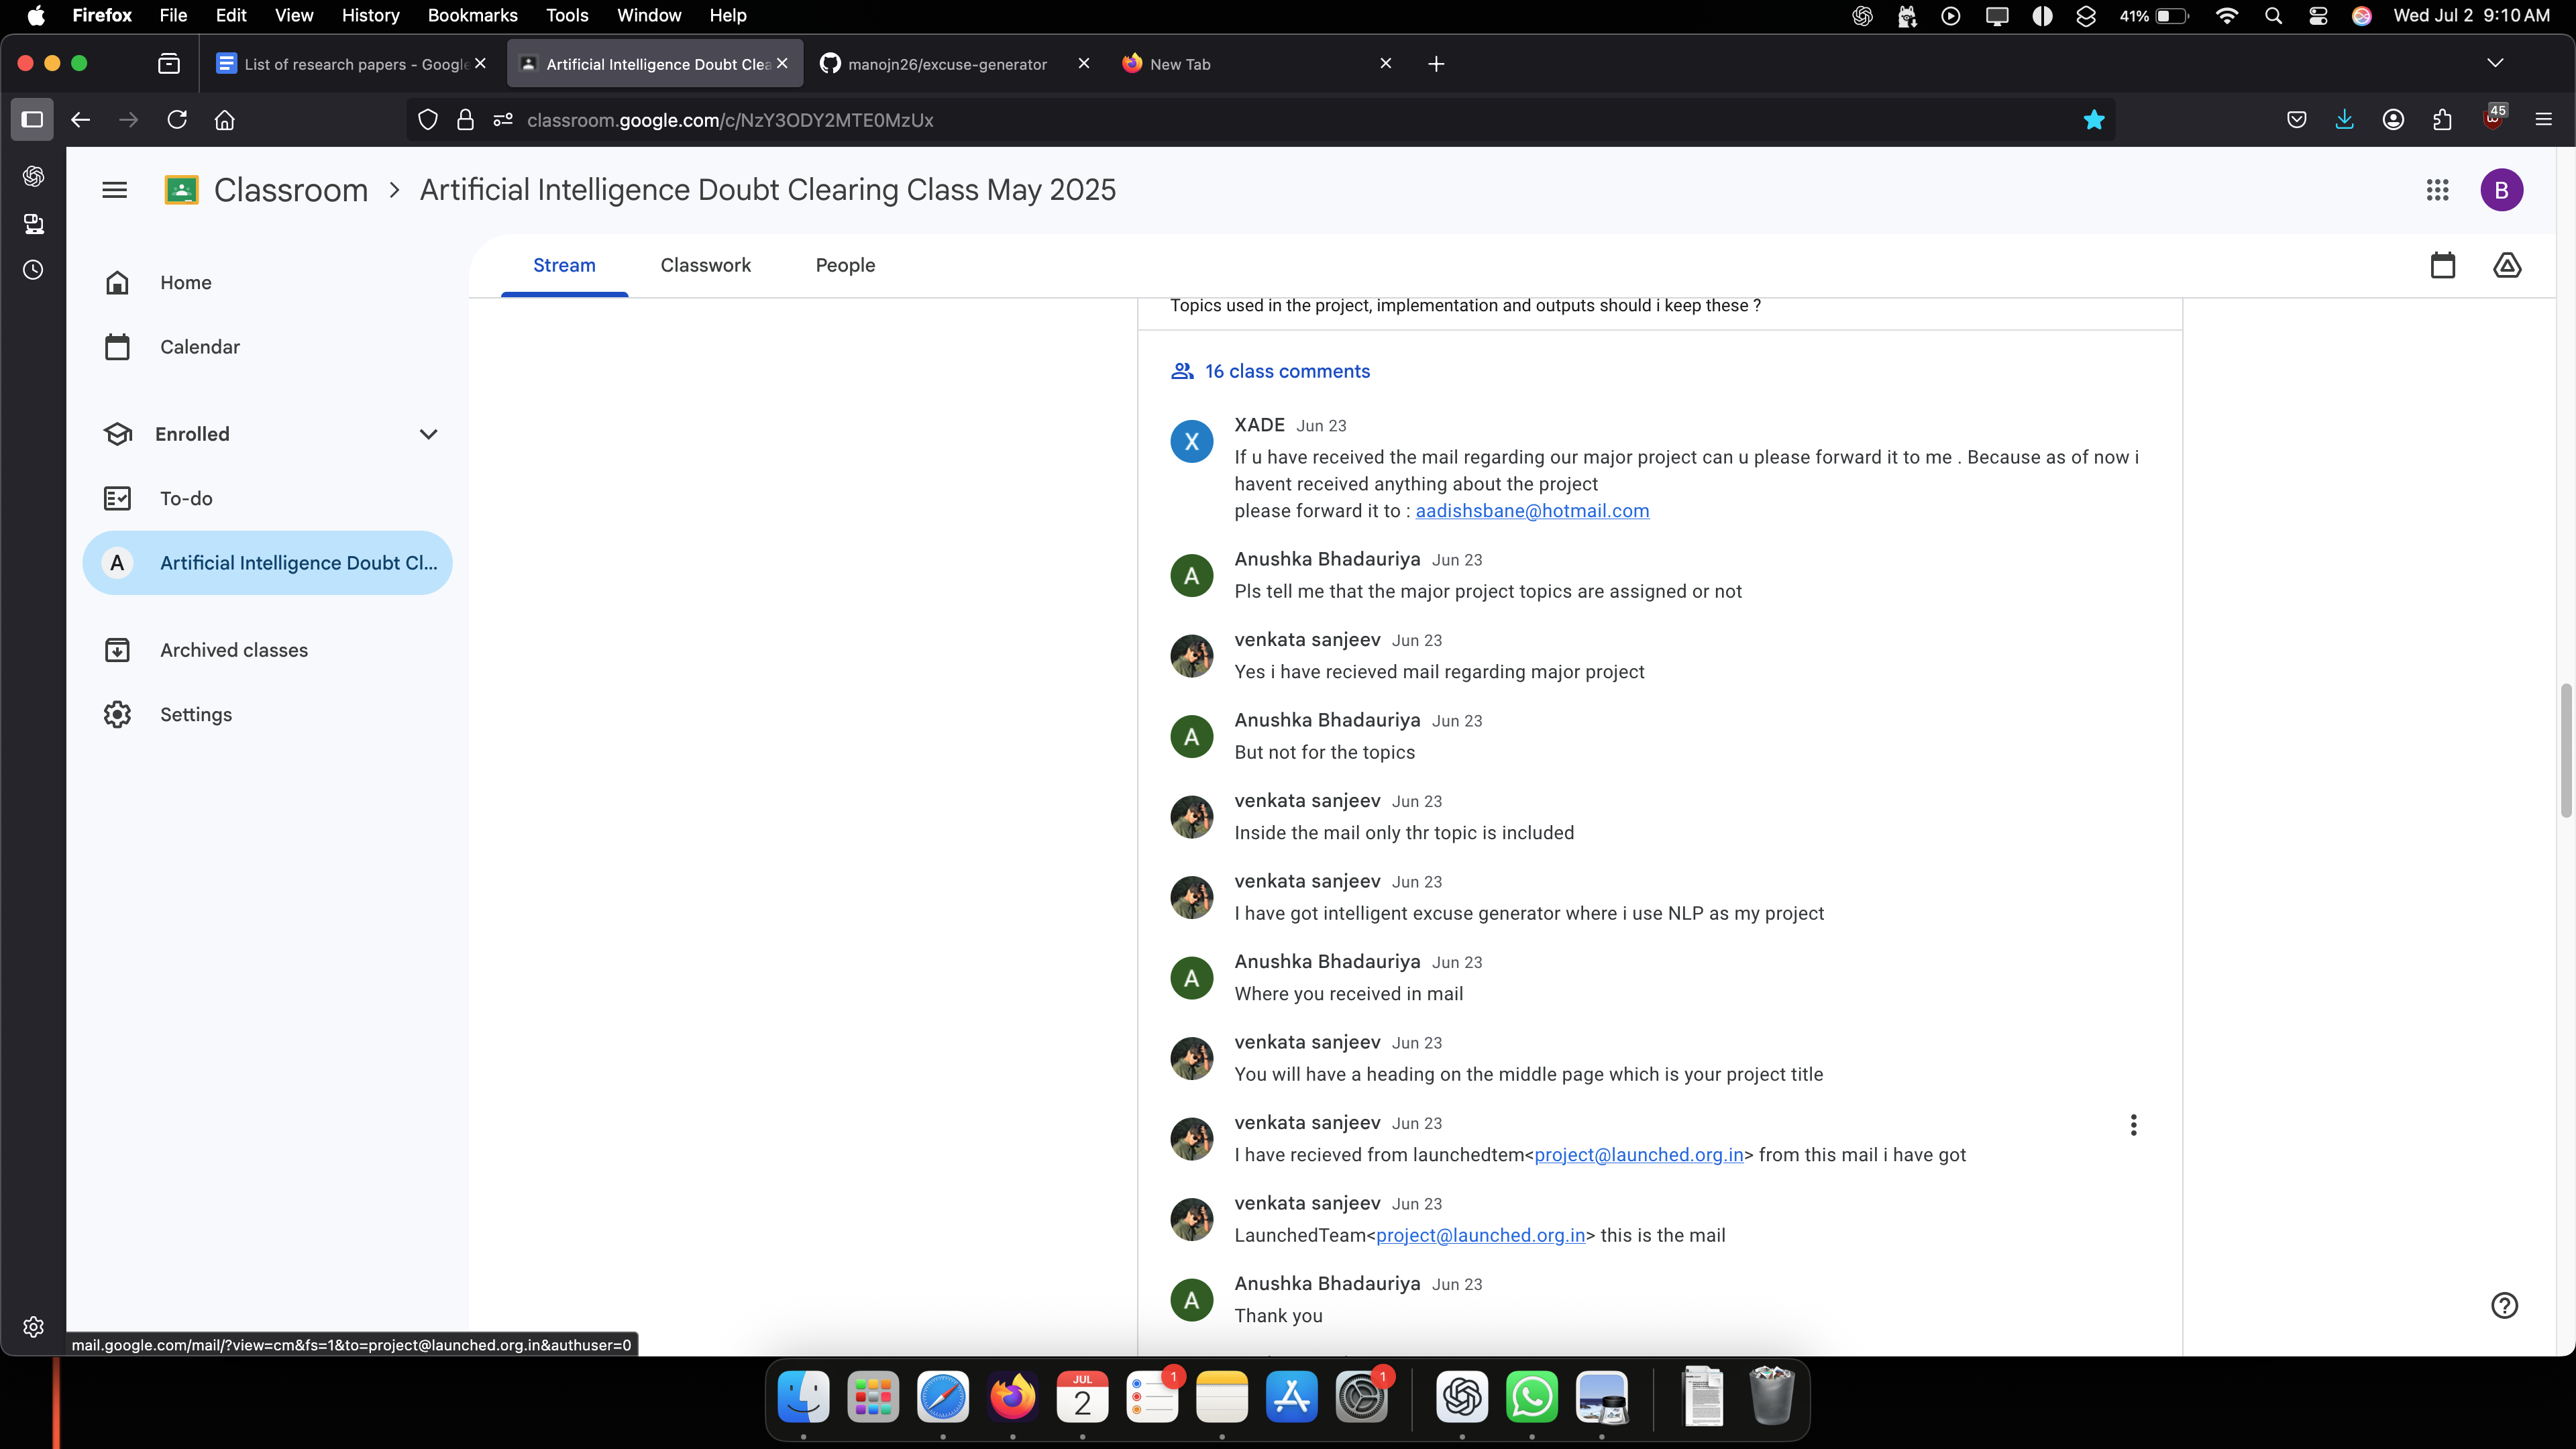 Firefox File Edit View History Bookmarks Tools Window Help
41%
Wed Jul 2 9:10 AM
List of research papers - Google
Artificial Intelligence Doubt Clea
manojn26/excuse-generator
New Tab
classroom.google.com/c/NzY3ODY2MTE0MzUx
45
Classroom > Artificial Intelligence Doubt Clearing Class May 2025
B
Home
Calendar
Enrolled
To-do
A Artificial Intelligence Doubt Cl...
Archived classes
Settings
Stream Classwork People
Topics used in the project, implementation and outputs should i keep these ?
16 class comments
X
XADE Jun 23
If u have received the mail regarding our major project can u please forward it to me . Because as of now i
havent received anything about the project
please forward it to : aadishsbane@hotmail.com
A
Anushka Bhadauriya Jun 23
Pls tell me that the major project topics are assigned or not
venkata sanjeev Jun 23
Yes i have recieved mail regarding major project
A
Anushka Bhadauriya Jun 23
But not for the topics
venkata sanjeev Jun 23
Inside the mail only thr topic is included
venkata sanjeev Jun 23
I have got intelligent excuse generator where i use NLP as my project
A
Anushka Bhadauriya Jun 23
Where you received in mail
venkata sanjeev Jun 23
You will have a heading on the middle page which is your project title
venkata sanjeev Jun 23
I have recieved from launchedtem<project@launched.org.in> from this mail i have got
venkata sanjeev Jun 23
LaunchedTeam<project@launched.org.in> this is the mail
A
Anushka Bhadauriya Jun 23
Thank you
mail.google.com/mail/?view=cm&fs=1&to=project@launched.org.in&authuser=0
JUL
2
1
1